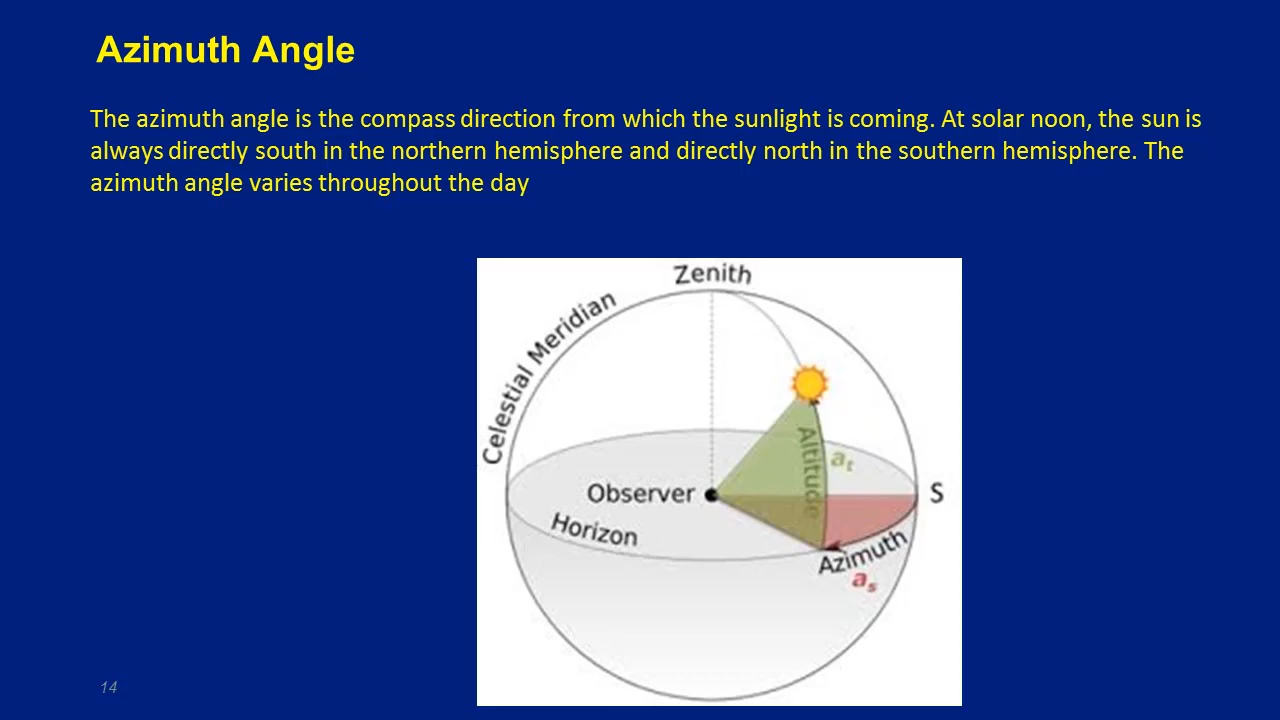 Azimuth Angle
The azimuth angle is the compass direction from which the sunlight is coming. At solar noon, the sun is
always directly south in the northern hemisphere and directly north in the southern hemisphere. The
azimuth angle varies throughout the day
Zenith
Celestial Meridian
Altitude
at
Observer
S
Horizon
Azimuth
as
14